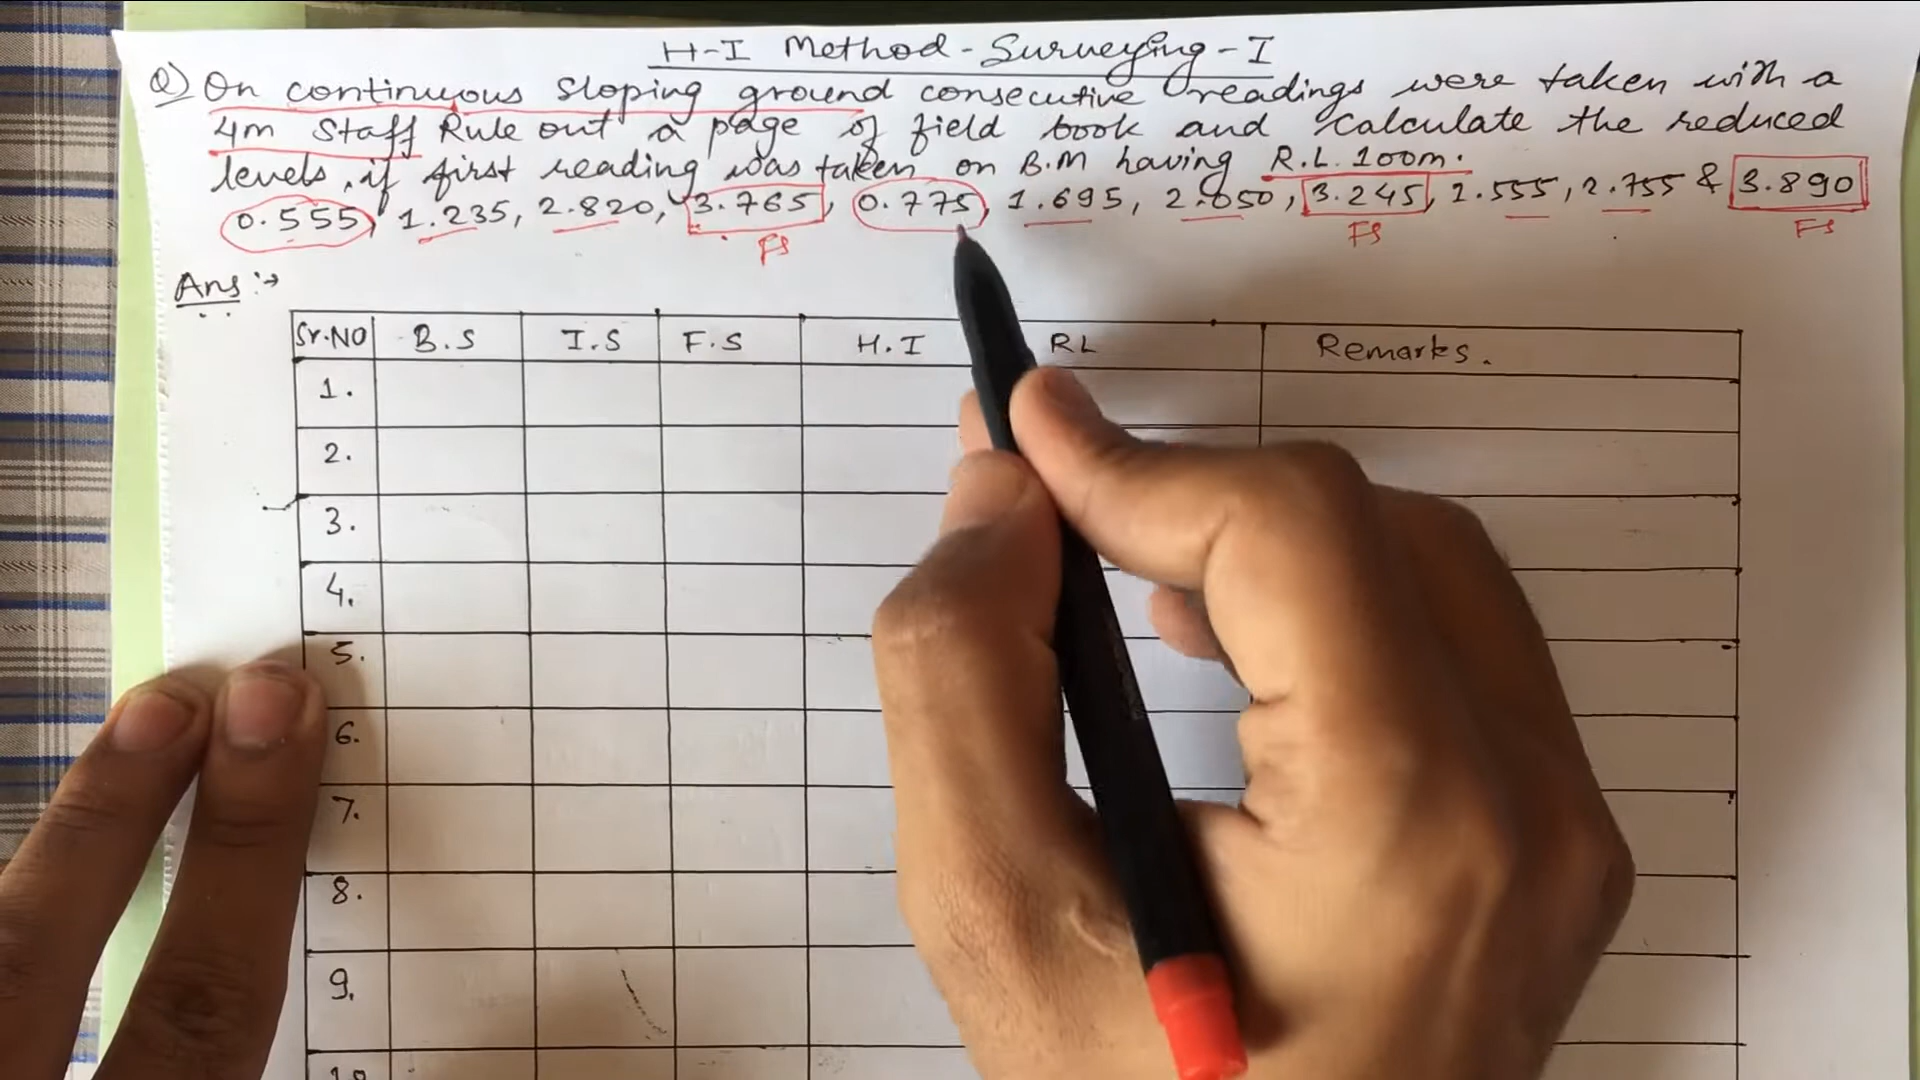 H-I Method - Surveying - I
Q) On continuous sloping ground consecutive readings were taken with a
4m Staff Rule out a page of field book and calculate the reduced
levels, if first reading was taken on B.M having R.L. 100m.
0.555, 1.235, 2.820, 3.765, 0.775, 1.695, 2.050, 3.245, 1.555, 2.755 & 3.890
FS FS FS
Ans :→
Sr.NO B.S I.S F.S H.I RL Remarks.
1.
2.
3.
4.
5.
6.
7.
8.
9.